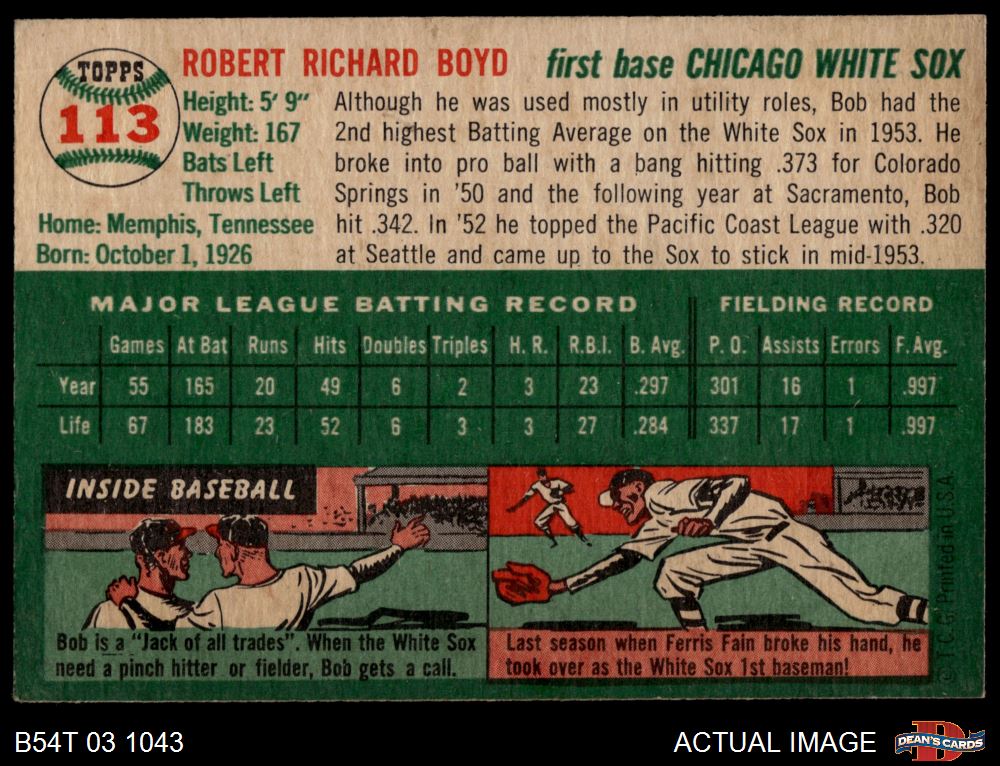 TOPPS
113
ROBERT RICHARD BOYD first base CHICAGO WHITE SOX
Height: 5' 9"
Weight: 167
Bats Left
Throws Left
Home: Memphis, Tennessee
Born: October 1, 1926
Although he was used mostly in utility roles, Bob had the
2nd highest Batting Average on the White Sox in 1953. He
broke into pro ball with a bang hitting .373 for Colorado
Springs in '50 and the following year at Sacramento, Bob
hit .342. In '52 he topped the Pacific Coast League with .320
at Seattle and came up to the Sox to stick in mid-1953.
MAJOR LEAGUE BATTING RECORD FIELDING RECORD
Games At Bat Runs Hits Doubles Triples H. R. R.B.I. B. Avg. P. O. Assists Errors F. Avg.
Year 55 165 20 49 6 2 3 23 .297 301 16 1 .997
Life 67 183 23 52 6 3 3 27 .284 337 17 1 .997
INSIDE BASEBALL
Bob is a "Jack of all trades". When the White Sox
need a pinch hitter or fielder, Bob gets a call.
Last season when Ferris Fain broke his hand, he
took over as the White Sox 1st baseman!
© T. C. G. Printed in U.S.A.
B54T 03 1043
ACTUAL IMAGE
D
DEAN'S CARDS